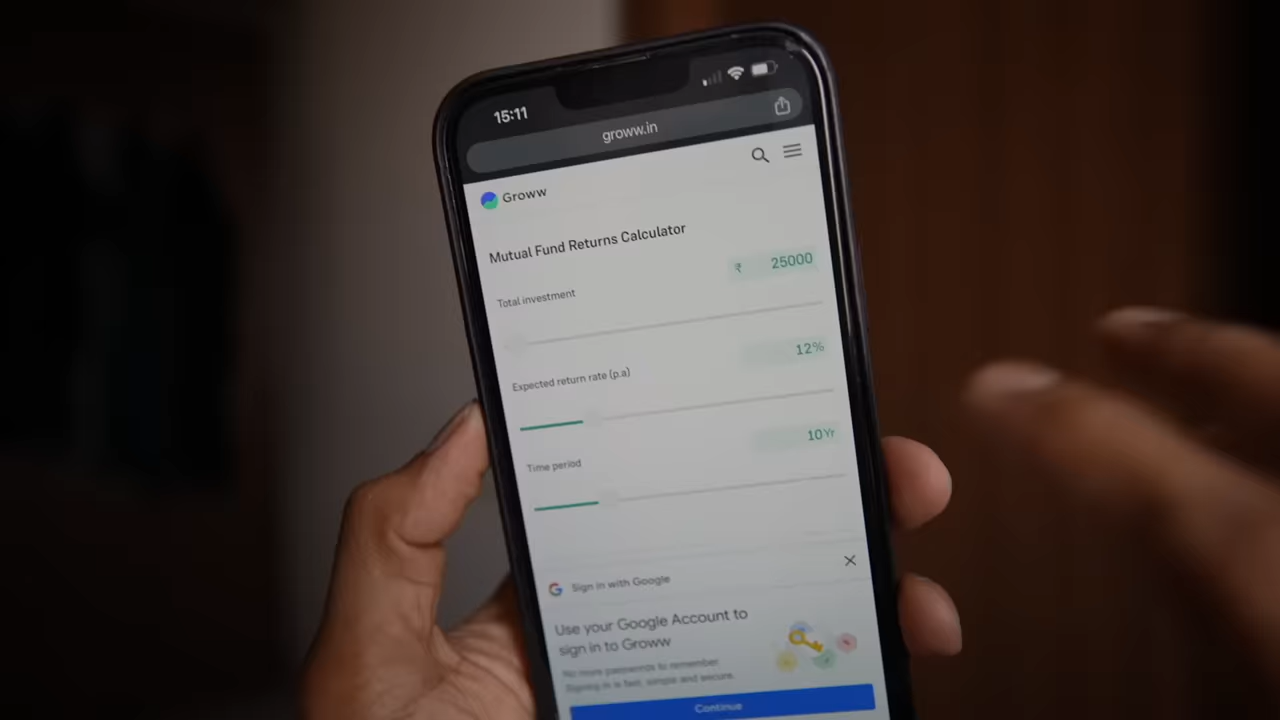 15:11
groww.in
Groww
Mutual Fund Returns Calculator
Total investment
₹ 25000
Expected return rate (p.a)
12%
Time period
10Yr
Sign in with Google
Use your Google Account to
sign in to Groww
No more passwords to remember.
Signing in is fast, simple and secure.
Continue